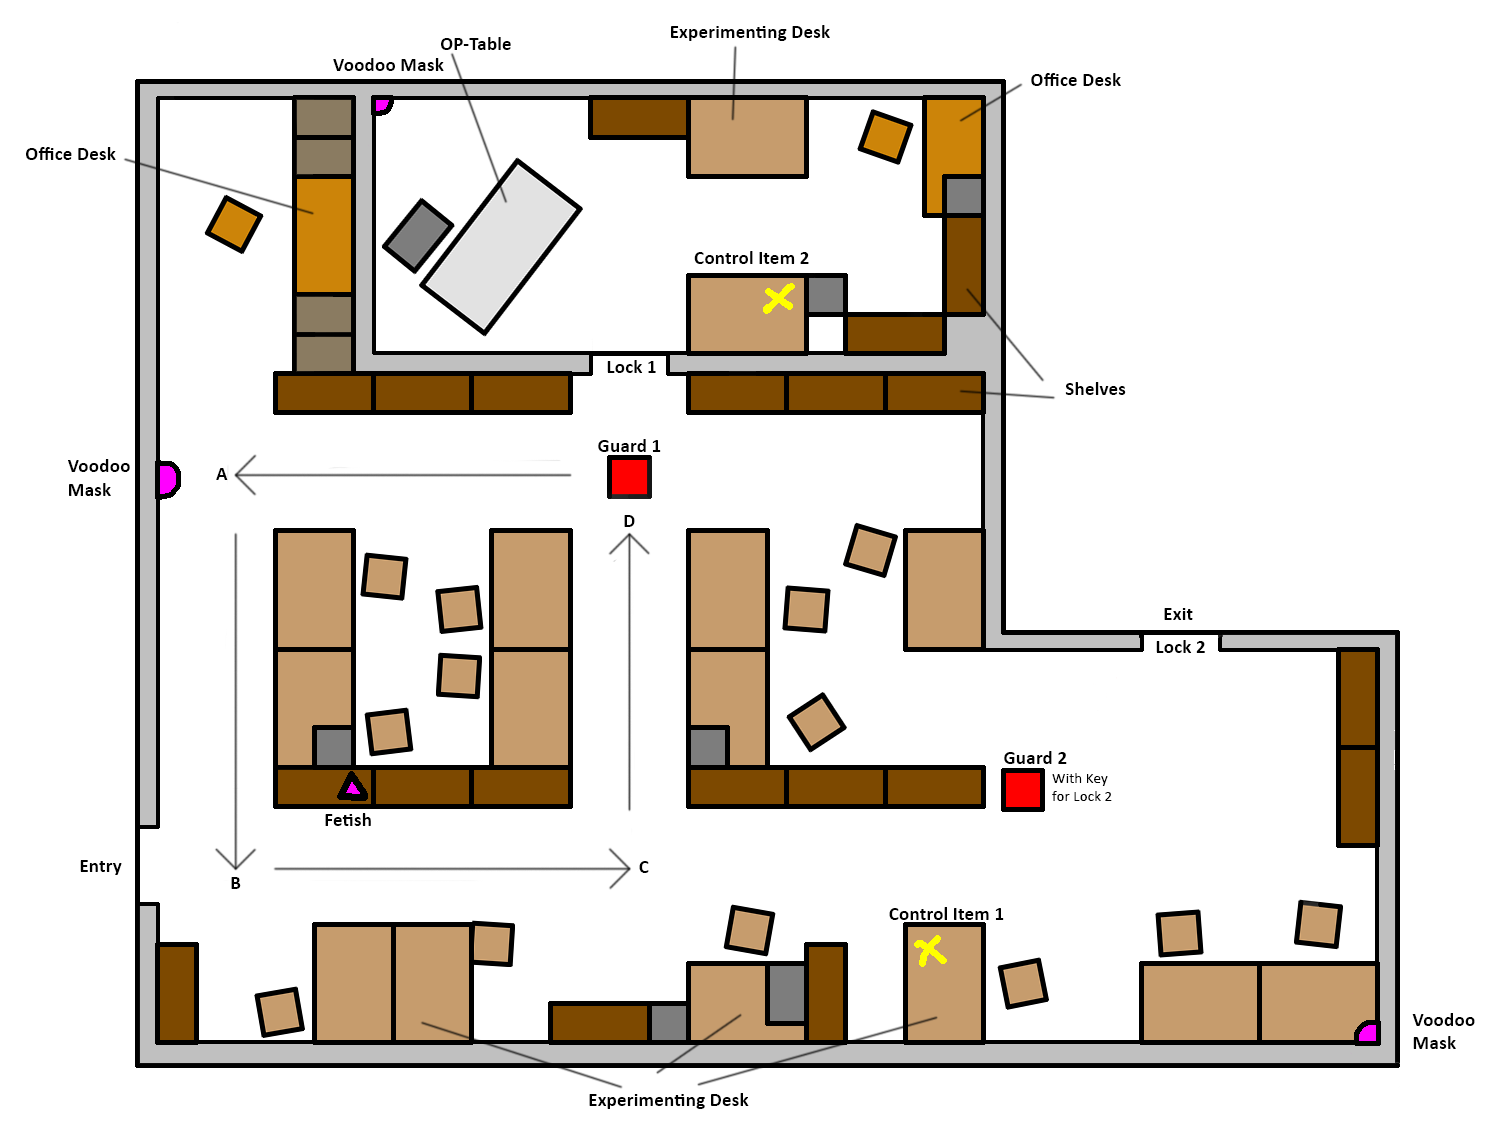 Experimenting Desk
OP-Table
Voodoo Mask
Office Desk
Office Desk
Control Item 2
Lock 1
Shelves
Guard 1
Voodoo
Mask
A
D
Exit
Lock 2
Guard 2
With Key
for Lock 2
Fetish
Entry
B
C
Control Item 1
Voodoo
Mask
Experimenting Desk